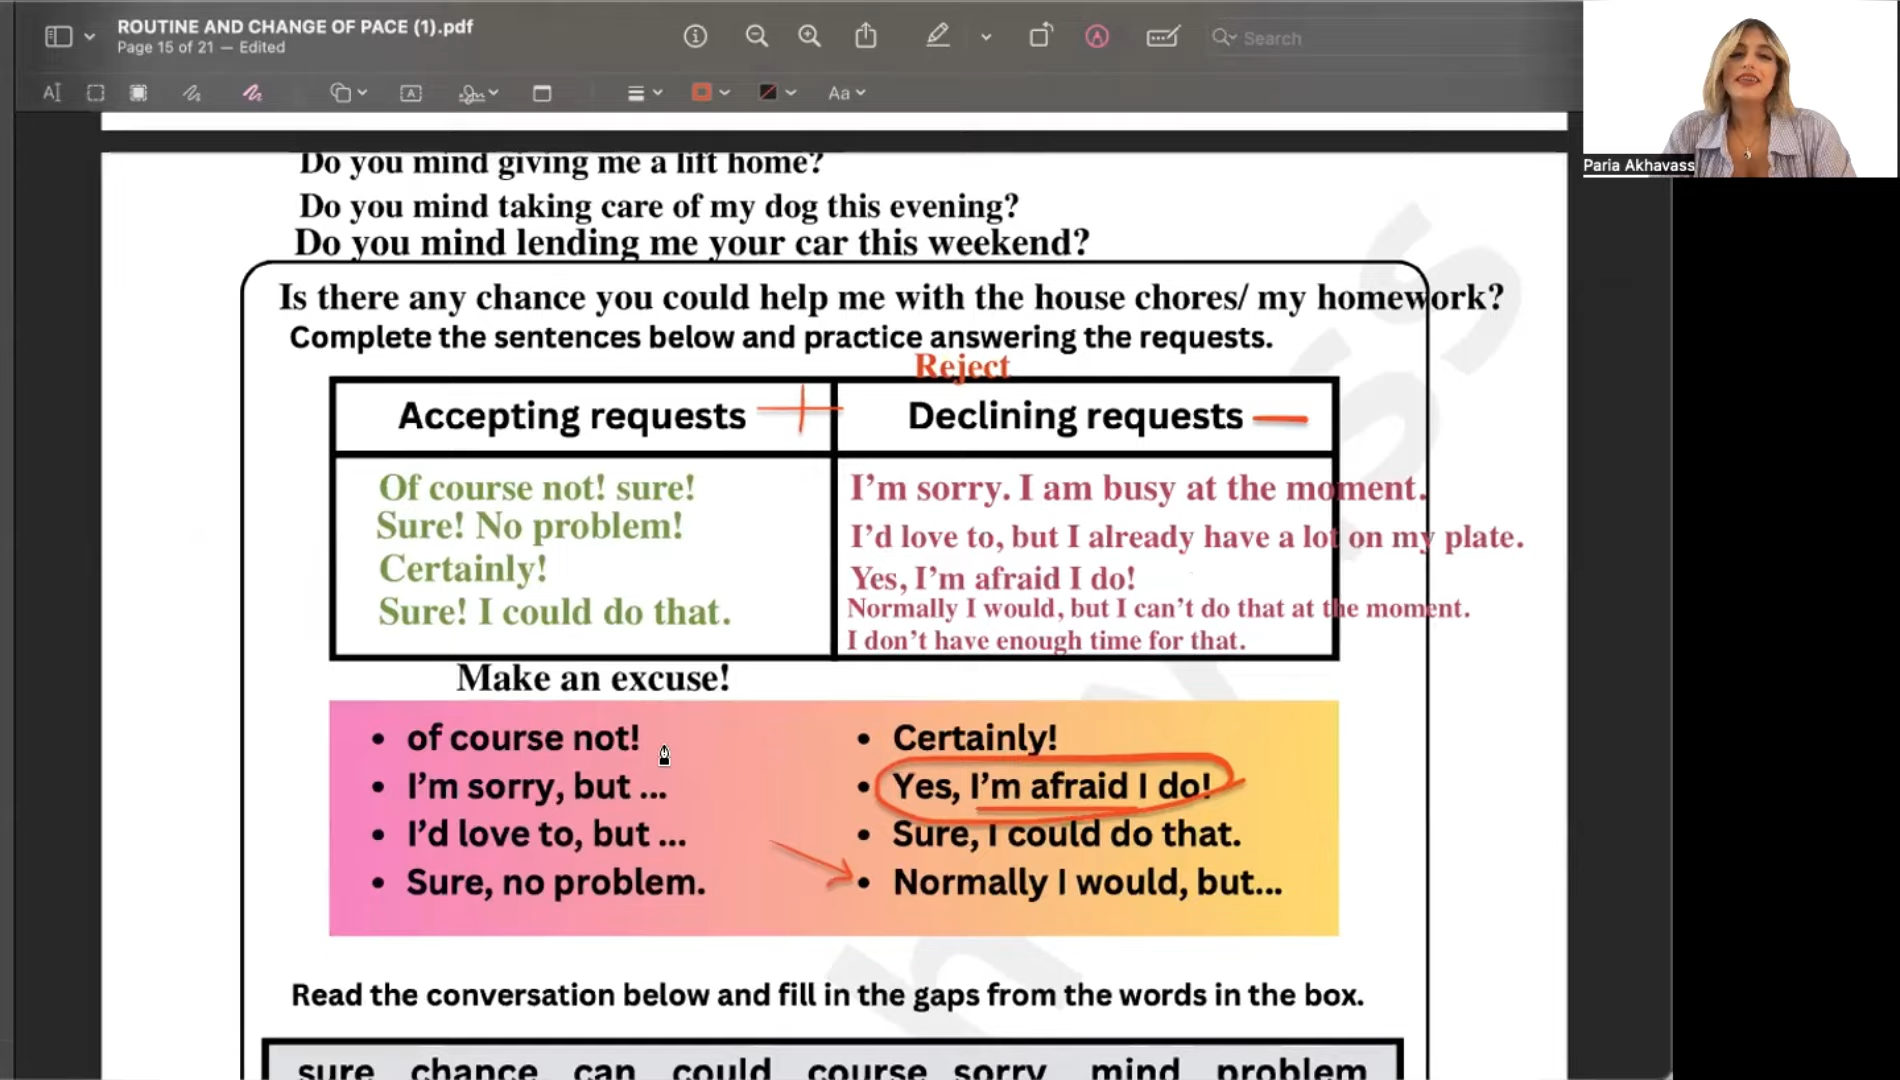 ROUTINE AND CHANGE OF PACE (1).pdf
Page 15 of 21 — Edited
Search
Aa
Paria Akhavass
Do you mind giving me a lift home?
Do you mind taking care of my dog this evening?
Do you mind lending me your car this weekend?
Is there any chance you could help me with the house chores/ my homework?
Complete the sentences below and practice answering the requests.
Reject
Accepting requests
Declining requests
Of course not! sure!
Sure! No problem!
Certainly!
Sure! I could do that.
I'm sorry. I am busy at the moment.
I'd love to, but I already have a lot on my plate.
Yes, I'm afraid I do!
Normally I would, but I can't do that at the moment.
I don't have enough time for that.
Make an excuse!
• of course not!
• I'm sorry, but ...
• I'd love to, but ...
• Sure, no problem.
• Certainly!
• Yes, I'm afraid I do!
• Sure, I could do that.
• Normally I would, but...
Read the conversation below and fill in the gaps from the words in the box.
sure chance can could course sorry mind problem